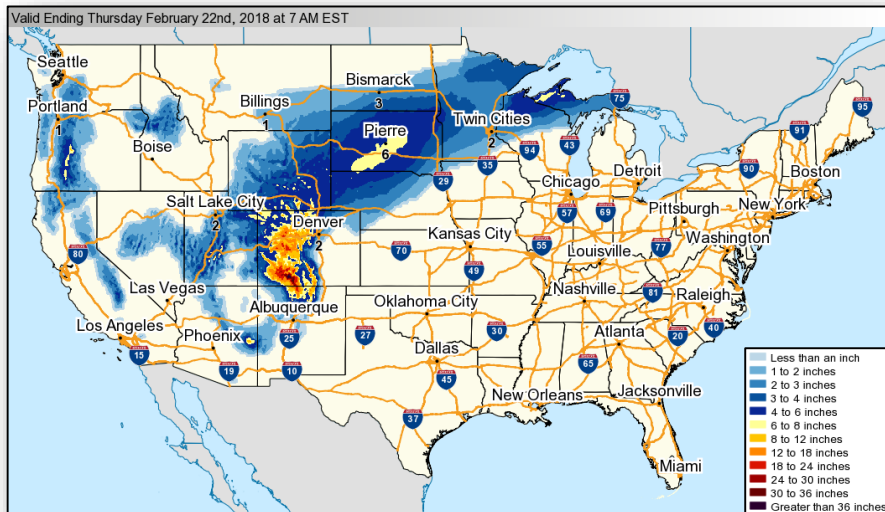 Valid Ending Thursday February 22nd, 2018 at 7 AM EST
Seattle
Portland
1
Boise
Billings
1
Bismarck
3
Pierre
6
Twin Cities
2
75
95
91
94
43
35
29
90
Boston
Detroit
Chicago
New York
Pittsburgh
Salt Lake City
2
Denver
2
57
69
80
70
Kansas City
55
77
Washington
Louisville
49
Las Vegas
Albuquerque
Oklahoma City
Nashville
81
Raleigh
Los Angeles
Phoenix
25
27
30
Atlanta
20
40
15
19
10
Dallas
45
65
37
New Orleans
Jacksonville
Miami
Less than an inch
1 to 2 inches
2 to 3 inches
3 to 4 inches
4 to 6 inches
6 to 8 inches
8 to 12 inches
12 to 18 inches
18 to 24 inches
24 to 30 inches
30 to 36 inches
Greater than 36 inches